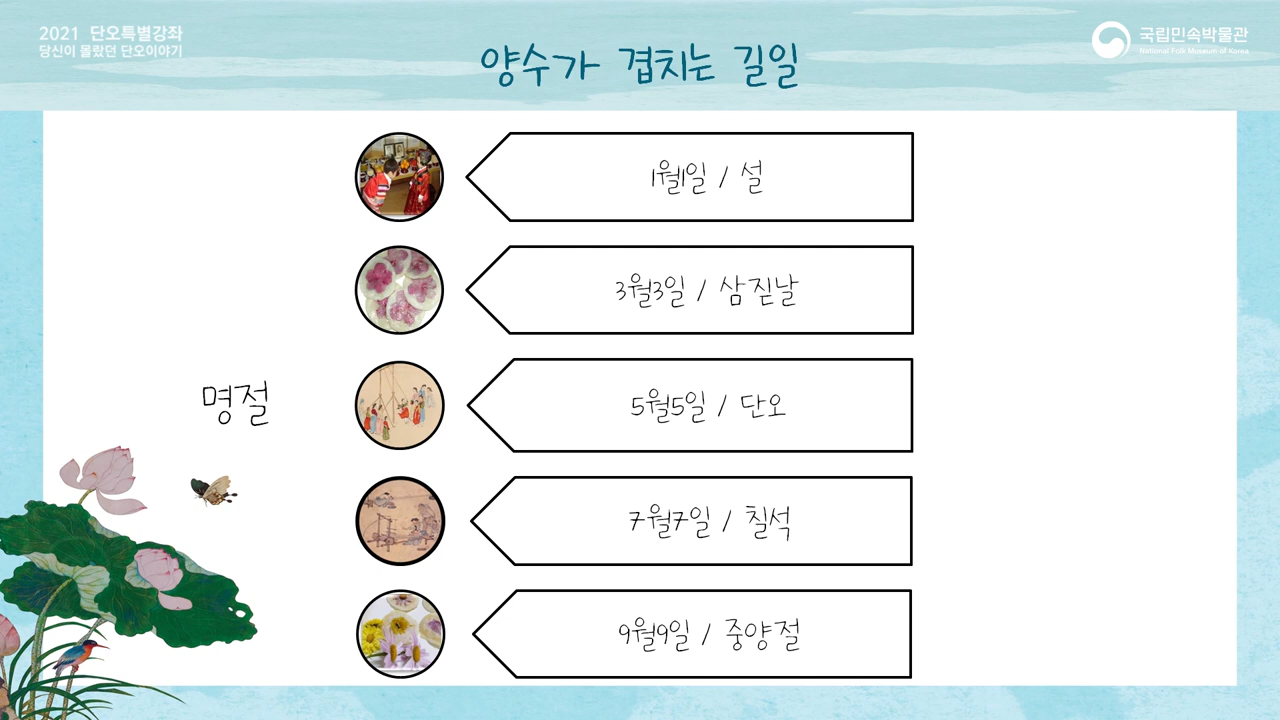 2021 단오특별강좌
당신이 몰랐던 단오이야기
양수가 겹치는 길일
국립민속박물관
National Folk Museum of Korea
1월1일 / 설
3월3일 / 삼짇날
명절
5월5일 / 단오
7월7일 / 칠석
9월9일 / 중양절